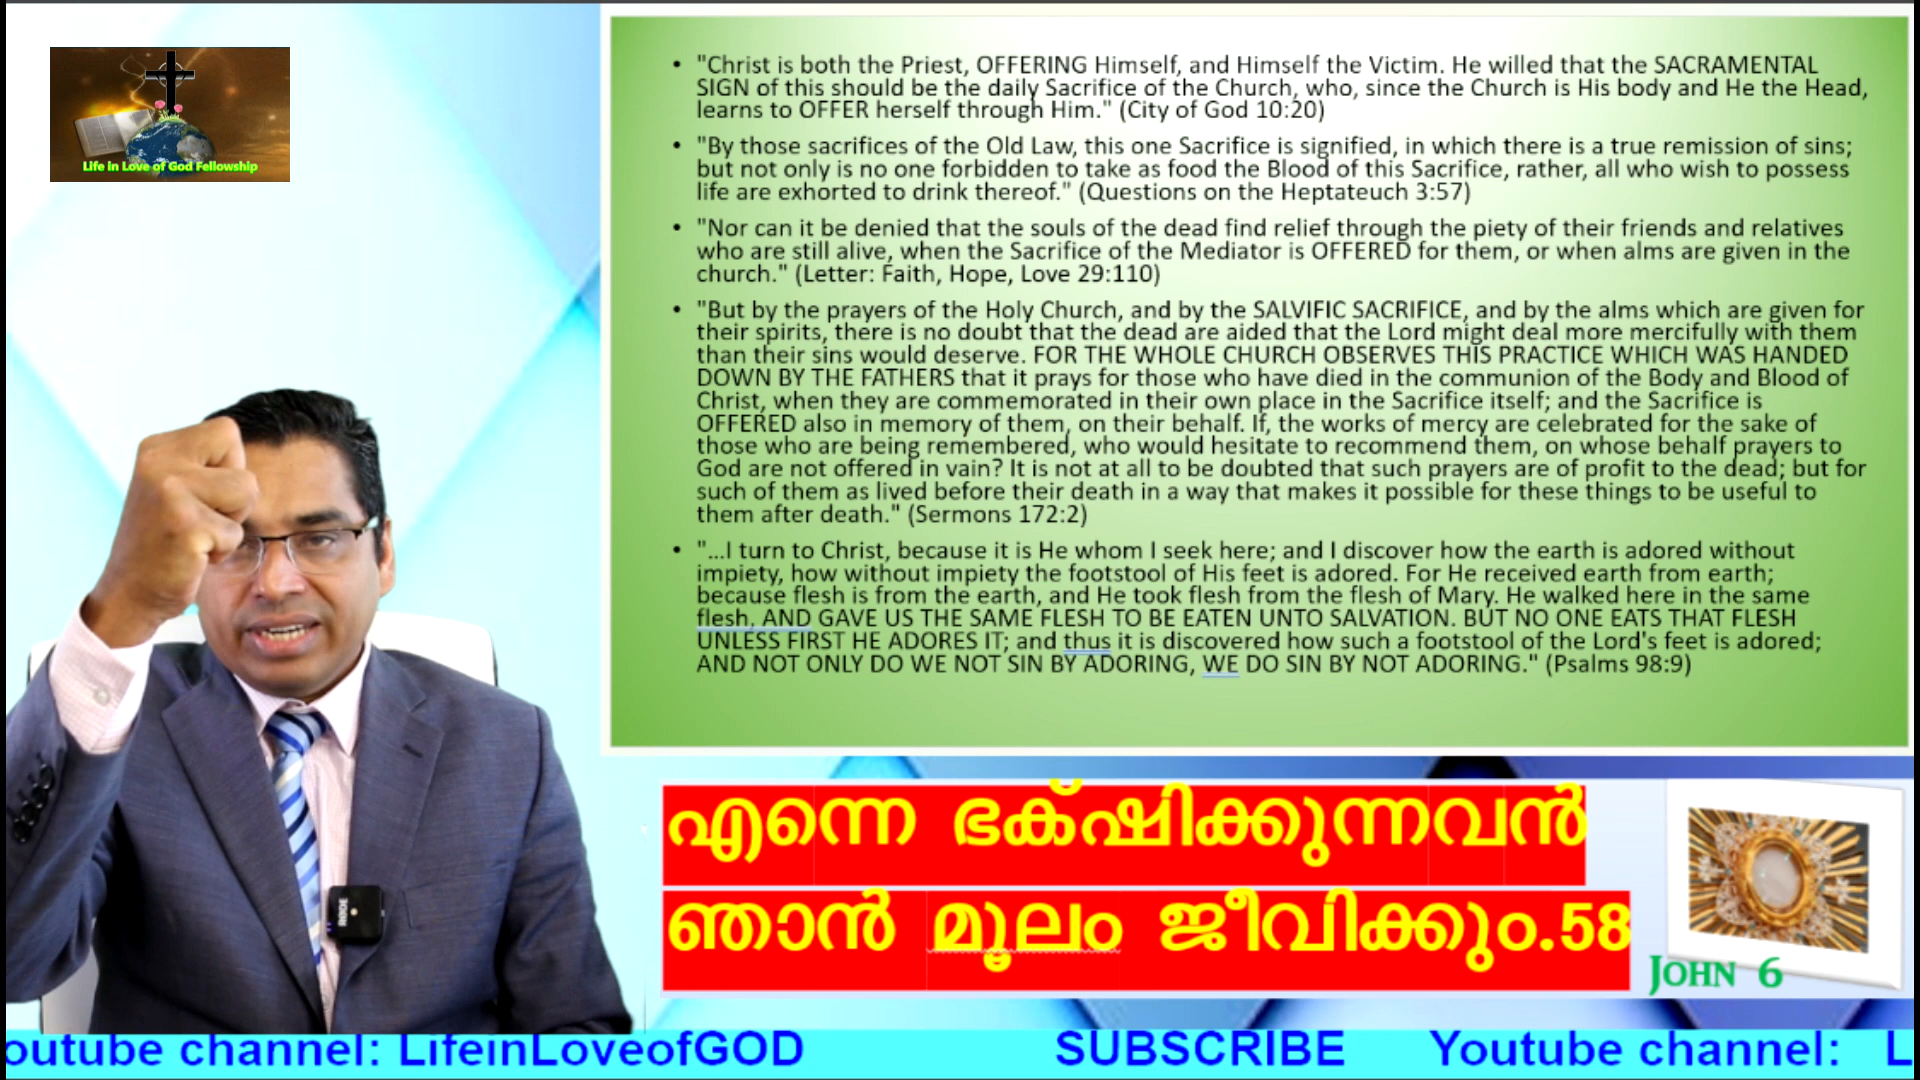 Life in Love of God Fellowship
• "Christ is both the Priest, OFFERING Himself, and Himself the Victim. He willed that the SACRAMENTAL
SIGN of this should be the daily Sacrifice of the Church, who, since the Church is His body and He the Head,
learns to OFFER herself through Him." (City of God 10:20)
• "By those sacrifices of the Old Law, this one Sacrifice is signified, in which there is a true remission of sins;
but not only is no one forbidden to take as food the Blood of this Sacrifice, rather, all who wish to possess
life are exhorted to drink thereof." (Questions on the Heptateuch 3:57)
• "Nor can it be denied that the souls of the dead find relief through the piety of their friends and relatives
who are still alive, when the Sacrifice of the Mediator is OFFERED for them, or when alms are given in the
church." (Letter: Faith, Hope, Love 29:110)
• "But by the prayers of the Holy Church, and by the SALVIFIC SACRIFICE, and by the alms which are given for
their spirits, there is no doubt that the dead are aided that the Lord might deal more mercifully with them
than their sins would deserve. FOR THE WHOLE CHURCH OBSERVES THIS PRACTICE WHICH WAS HANDED
DOWN BY THE FATHERS that it prays for those who have died in the communion of the Body and Blood of
Christ, when they are commemorated in their own place in the Sacrifice itself; and the Sacrifice is
OFFERED also in memory of them, on their behalf. If, the works of mercy are celebrated for the sake of
those who are being remembered, who would hesitate to recommend them, on whose behalf prayers to
God are not offered in vain? It is not at all to be doubted that such prayers are of profit to the dead; but for
such of them as lived before their death in a way that makes it possible for these things to be useful to
them after death." (Sermons 172:2)
• "...I turn to Christ, because it is He whom I seek here; and I discover how the earth is adored without
impiety, how without impiety the footstool of His feet is adored. For He received earth from earth;
because flesh is from the earth, and He took flesh from the flesh of Mary. He walked here in the same
flesh, AND GAVE US THE SAME FLESH TO BE EATEN UNTO SALVATION. BUT NO ONE EATS THAT FLESH
UNLESS FIRST HE ADORES IT; and thus it is discovered how such a footstool of the Lord's feet is adored;
AND NOT ONLY DO WE NOT SIN BY ADORING, WE DO SIN BY NOT ADORING." (Psalms 98:9)
എന്നെ ഭക്‌ഷിക്കുന്നവൻ
ഞാൻ മൂലം ജീവിക്കും.58
JOHN 6
RODE
outube channel: LifeinLoveofGOD SUBSCRIBE Youtube channel: L